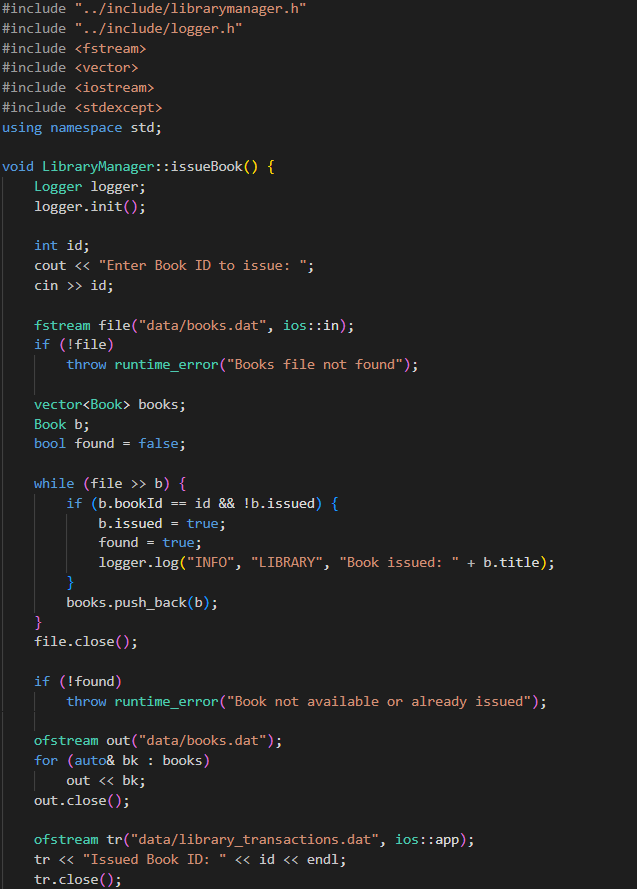 #include "../include/librarymanager.h"
#include "../include/logger.h"
#include <fstream>
#include <vector>
#include <iostream>
#include <stdexcept>
using namespace std;

void LibraryManager::issueBook() {
    Logger logger;
    logger.init();

    int id;
    cout << "Enter Book ID to issue: ";
    cin >> id;

    fstream file("data/books.dat", ios::in);
    if (!file)
        throw runtime_error("Books file not found");

    vector<Book> books;
    Book b;
    bool found = false;

    while (file >> b) {
        if (b.bookId == id && !b.issued) {
            b.issued = true;
            found = true;
            logger.log("INFO", "LIBRARY", "Book issued: " + b.title);
        }
        books.push_back(b);
    }
    file.close();

    if (!found)
        throw runtime_error("Book not available or already issued");

    ofstream out("data/books.dat");
    for (auto& bk : books)
        out << bk;
    out.close();

    ofstream tr("data/library_transactions.dat", ios::app);
    tr << "Issued Book ID: " << id << endl;
    tr.close();